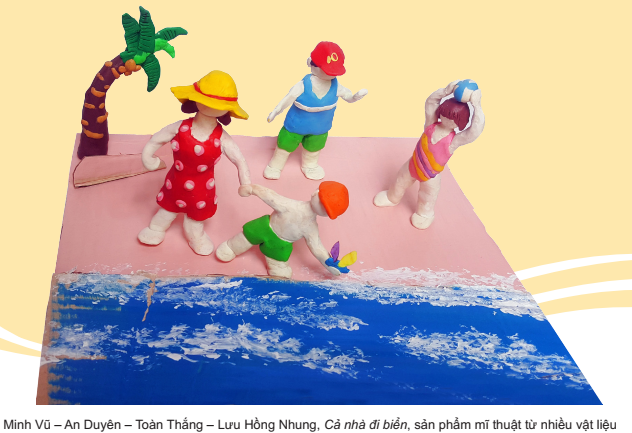 Minh Vũ – An Duyên – Toàn Thắng – Lưu Hồng Nhung, Cả nhà đi biển, sản phẩm mĩ thuật từ nhiều vật liệu